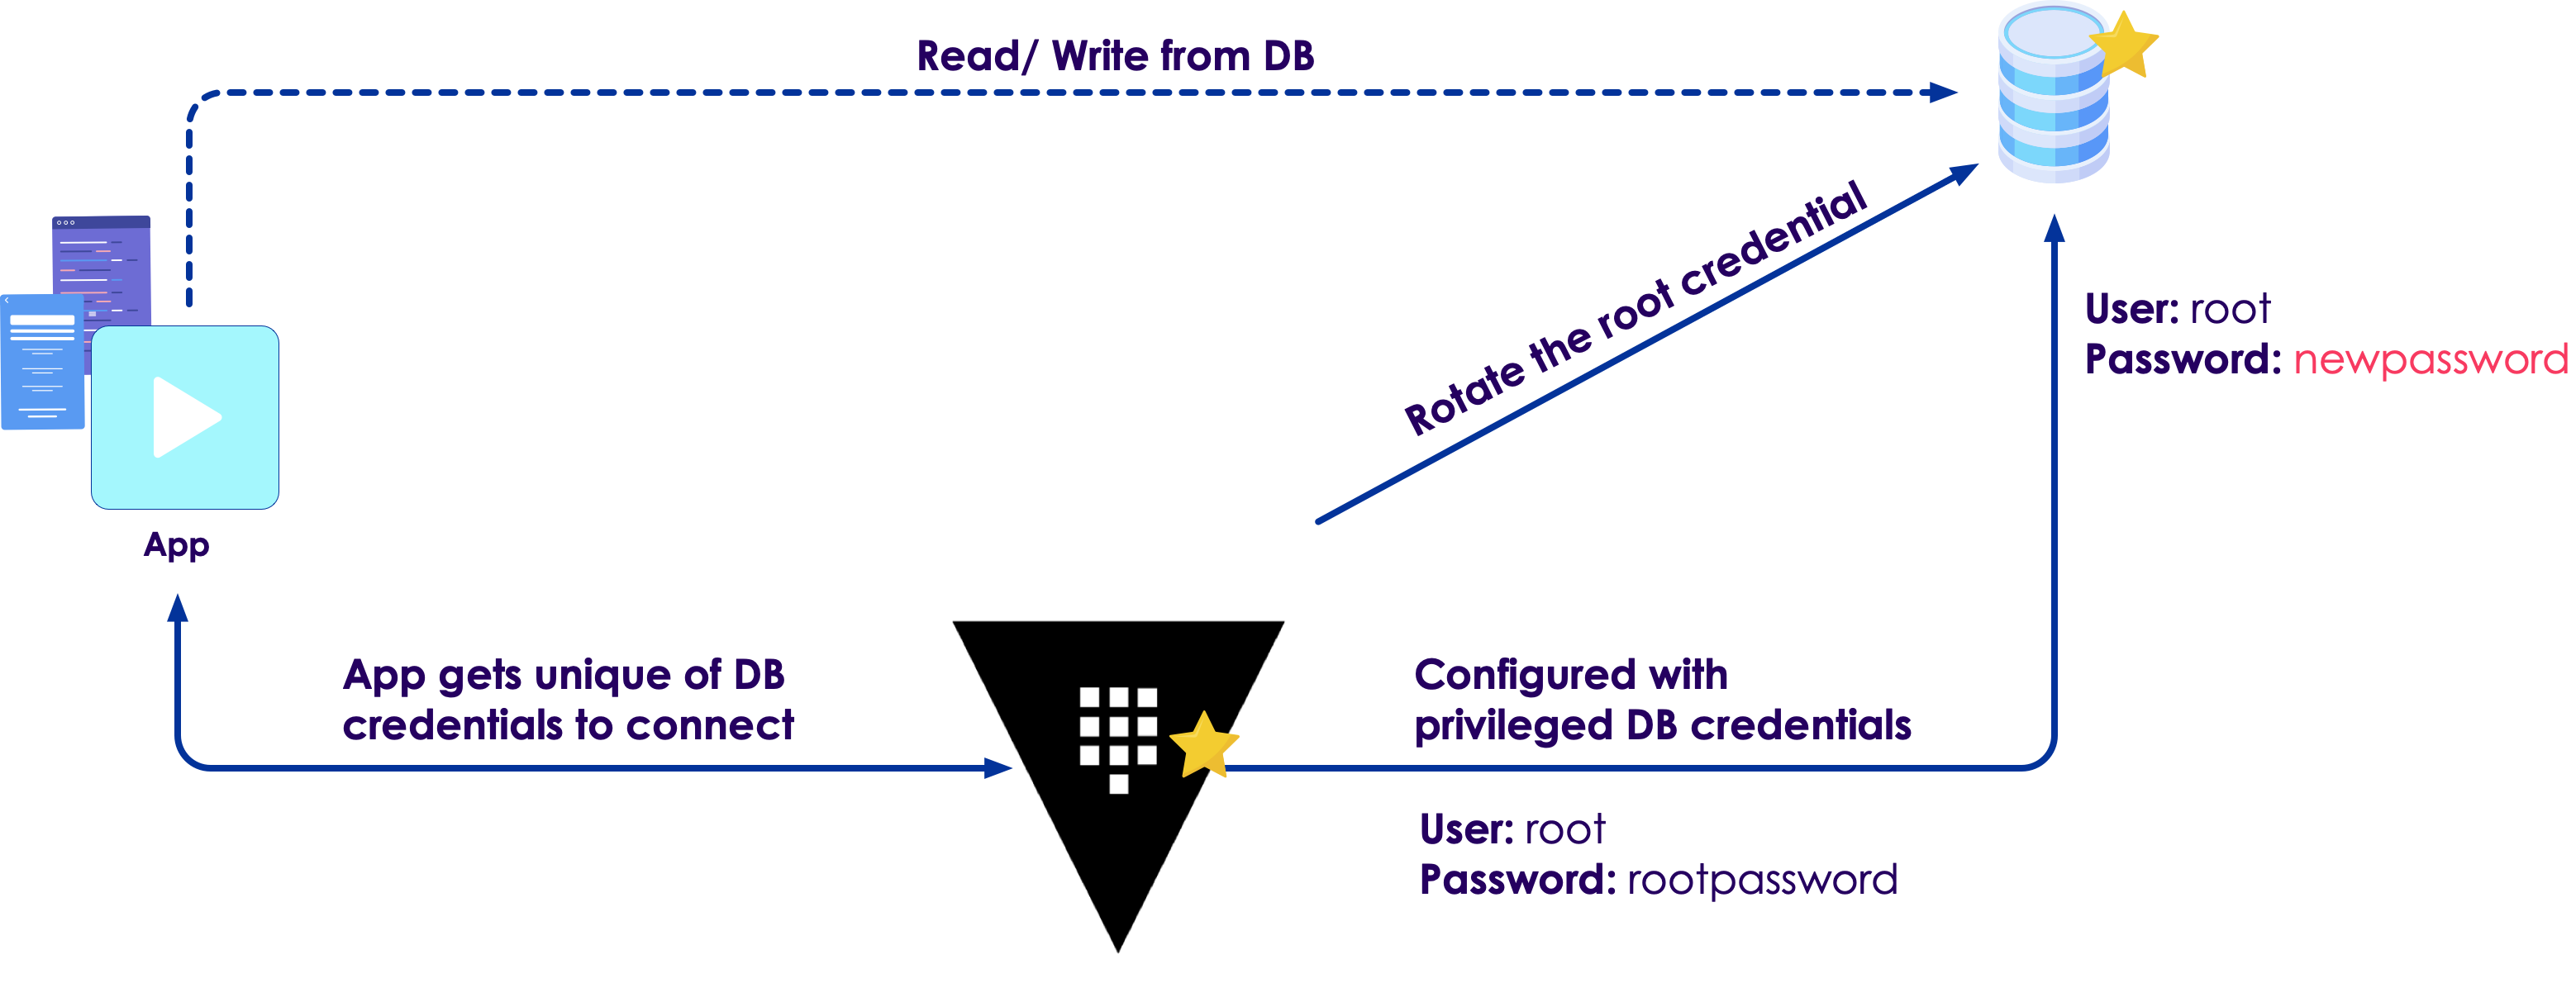 Read/ Write from DB
Rotate the root credential
User: root
Password: newpassword
App
App gets unique of DB
credentials to connect
Configured with
privileged DB credentials
User: root
Password: rootpassword